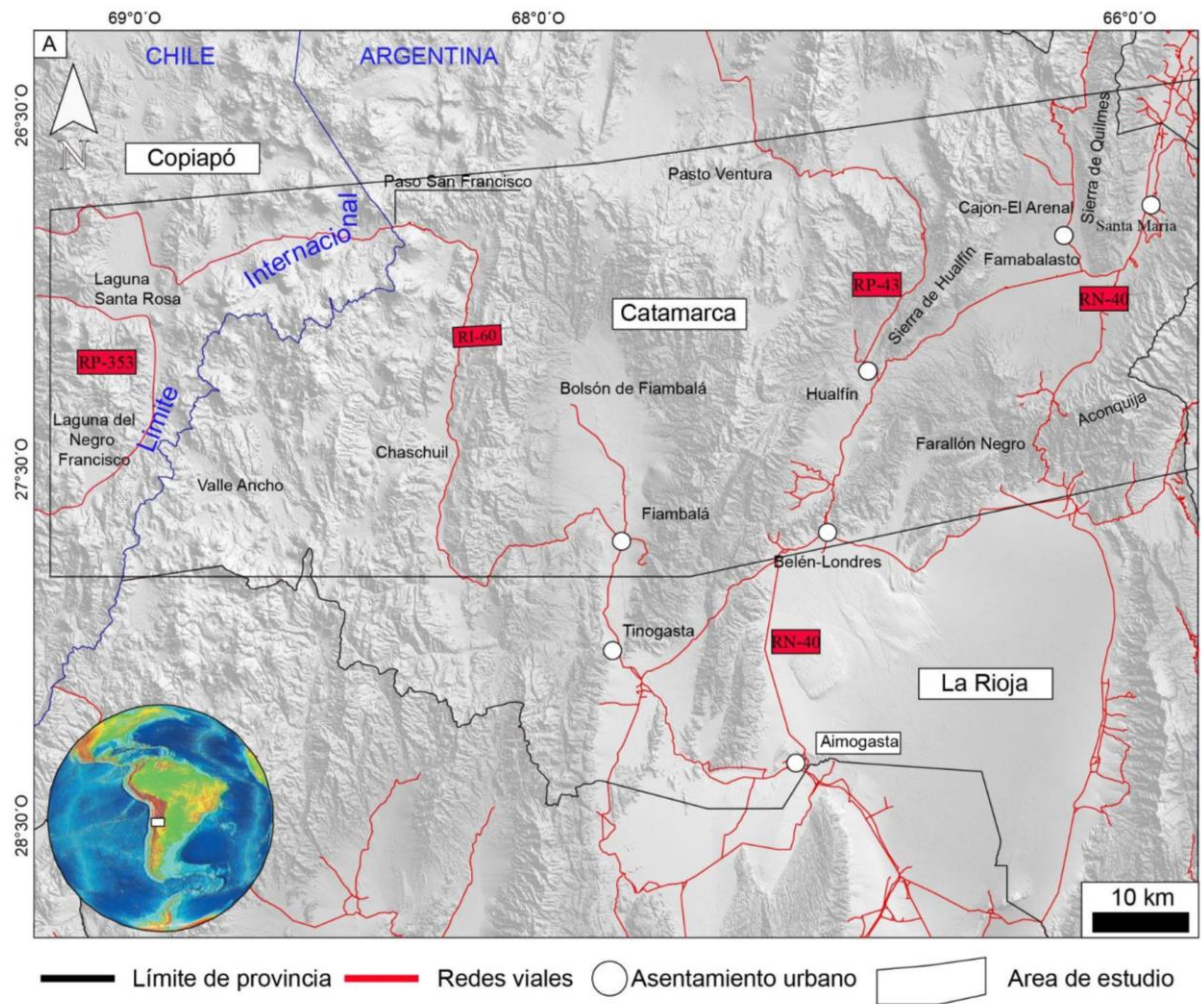 69°0'O
68°0'O
66°0'O
A
CHILE
ARGENTINA
26°30'O
N
Copiapó
Paso San Francisco
Pasto Ventura
Sierra de Quilmes
Cajon-El Arenal
Santa María
Famabalasto
Internacional
Laguna
Santa Rosa
RP-43
Sierra de Hualfín
RN-40
Catamarca
RI-60
RP-353
Bolsón de Fiambalá
Hualfín
Límite
Aconquija
Laguna del
Negro
Francisco
Chaschuil
Farallón Negro
27°30'O
Valle Ancho
Fiambalá
Belén-Londres
Tinogasta
RN-40
La Rioja
Aimogasta
28°30'O
10 km
Límite de provincia
Redes viales
Asentamiento urbano
Area de estudio